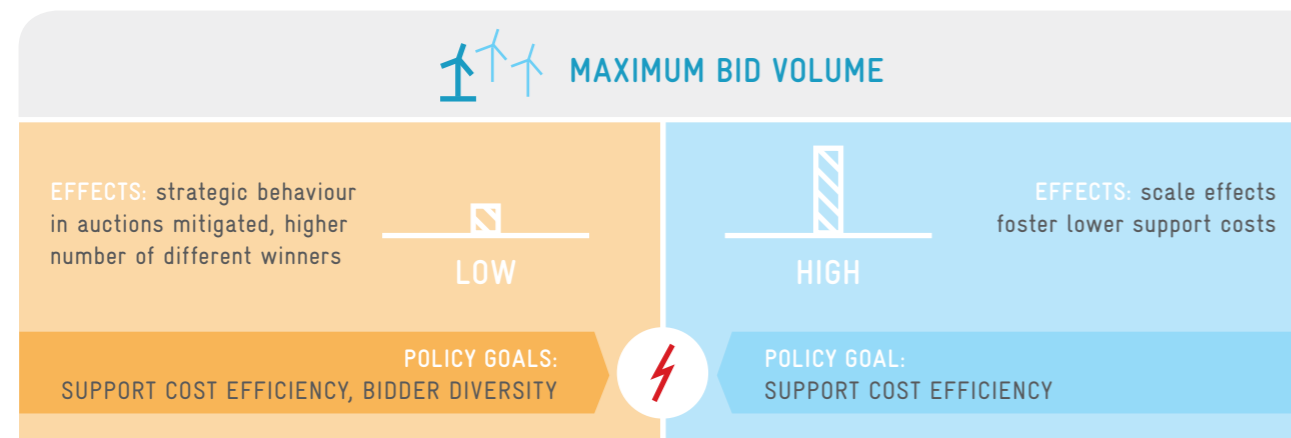 MAXIMUM BID VOLUME
EFFECTS: strategic behaviour
in auctions mitigated, higher
number of different winners
LOW
POLICY GOALS:
SUPPORT COST EFFICIENCY, BIDDER DIVERSITY
HIGH
EFFECTS: scale effects
foster lower support costs
POLICY GOAL:
SUPPORT COST EFFICIENCY